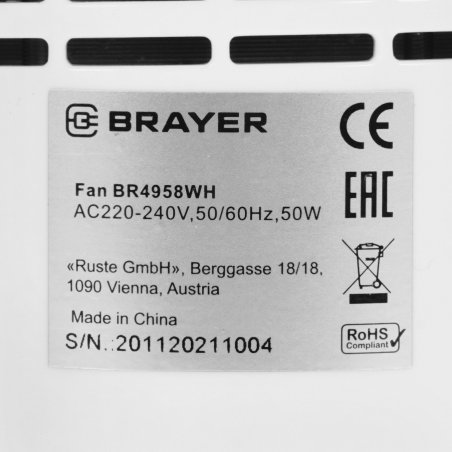 BRAYER
CE
Fan BR4958WH
EAC
AC220-240V,50/60Hz,50W
«Ruste GmbH», Berggasse 18/18,
1090 Vienna, Austria
Made in China
S/N.:201120211004
RoHS
Compliant